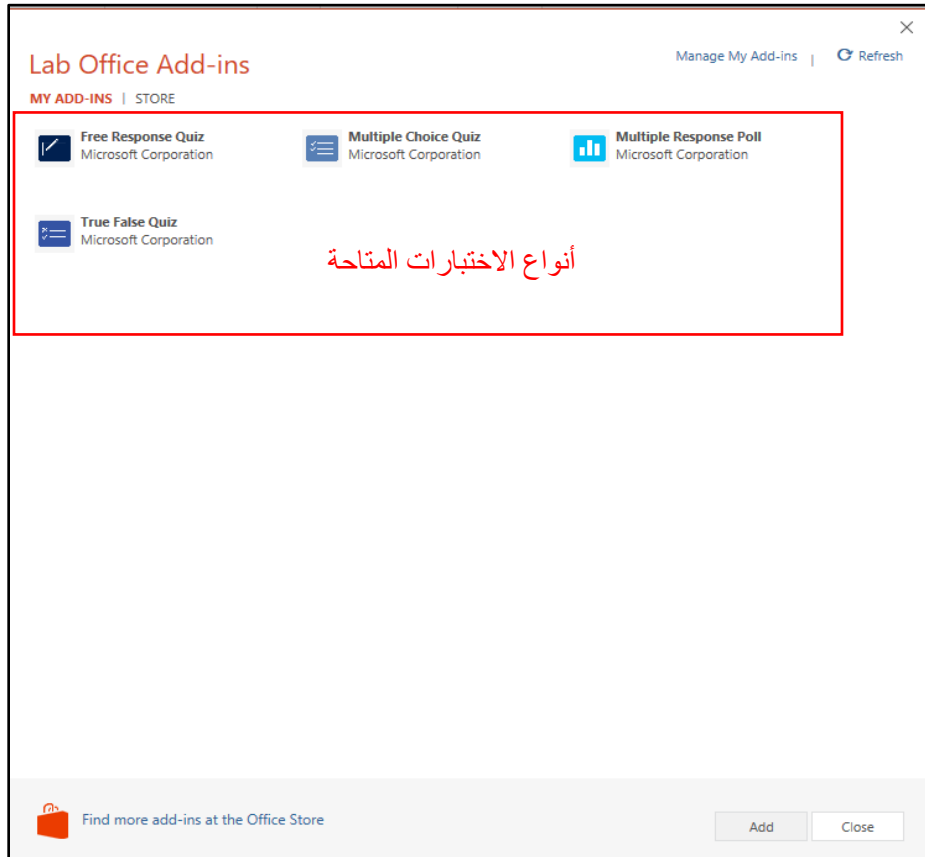 Lab Office Add-ins
Manage My Add-ins | Refresh
MY ADD-INS | STORE
Free Response Quiz
Microsoft Corporation
Multiple Choice Quiz
Microsoft Corporation
Multiple Response Poll
Microsoft Corporation
True False Quiz
Microsoft Corporation
أنواع الاختبارات المتاحة
Find more add-ins at the Office Store
Add
Close